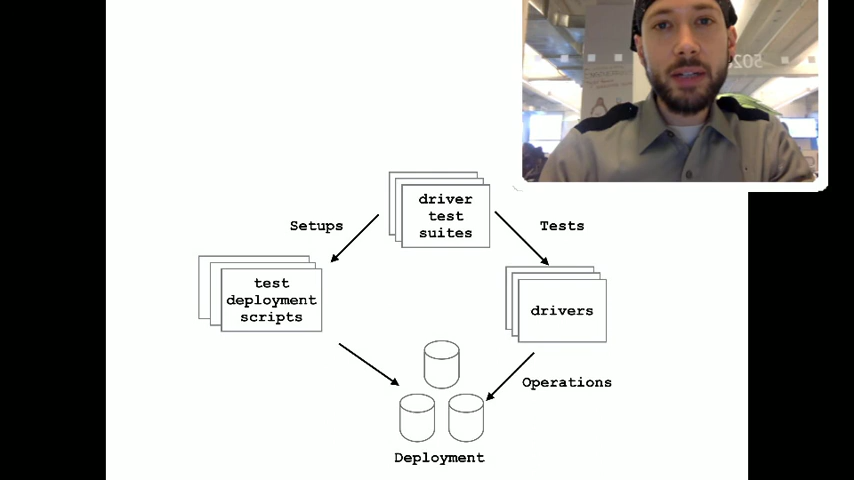 driver
test
suites
Setups
Tests
test
deployment
scripts
drivers
Operations
Deployment